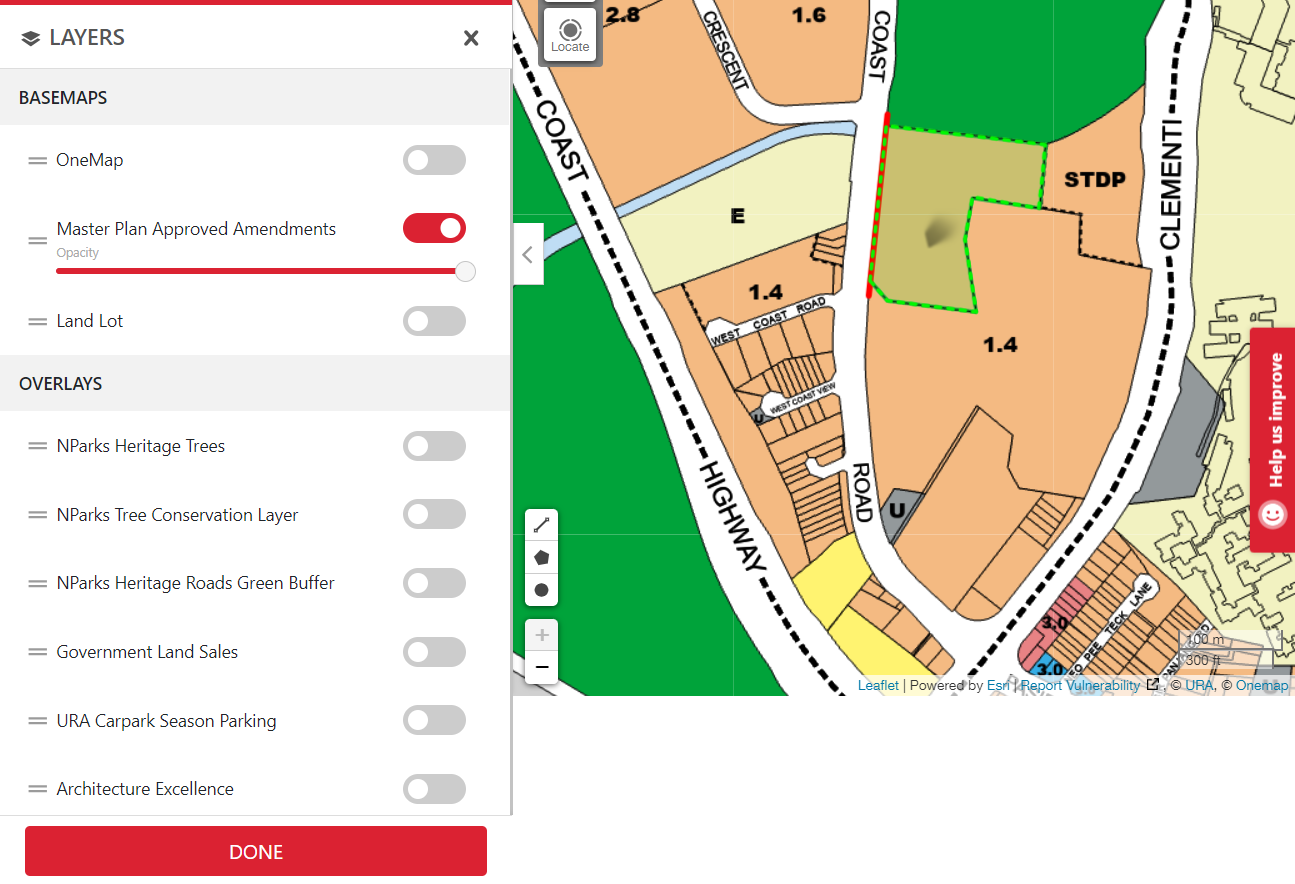 LAYERS
BASEMAPS
OneMap
Master Plan Approved Amendments
Opacity
Land Lot
OVERLAYS
NParks Heritage Trees
NParks Tree Conservation Layer
NParks Heritage Roads Green Buffer
Government Land Sales
URA Carpark Season Parking
Architecture Excellence
DONE
Locate
2.8
1.6
CRESCENT
COAST
COAST
CLEMENTI
STDP
E
1.4
WEST COAST ROAD
1.4
WEST COAST VIEW
U
HIGHWAY
ROAD
U
Help us improve
3.0
TECK LANE
3.0
100 m
300 ft
Leaflet | Powered by Esri | Report Vulnerability , © URA, © Onemap